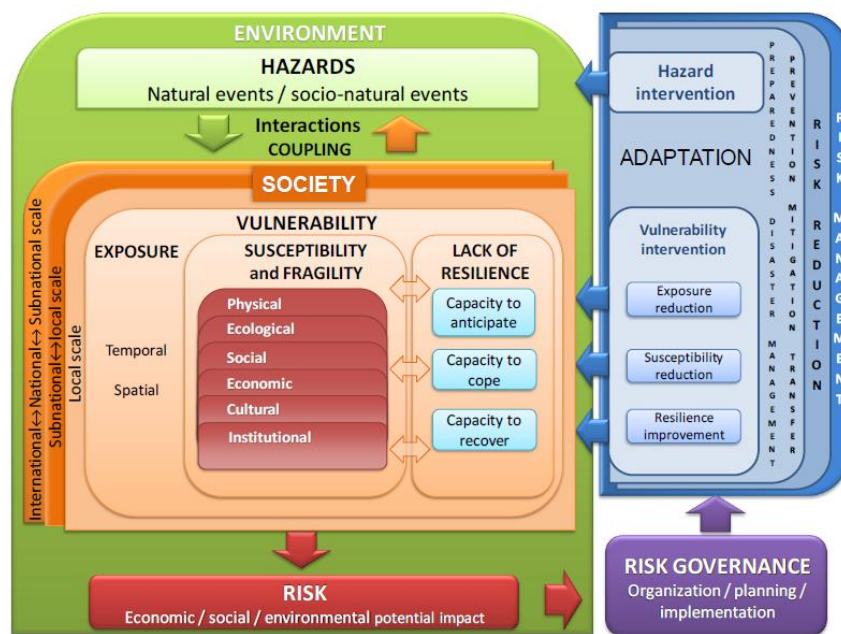 ENVIRONMENT
HAZARDS
Natural events / socio-natural events
Interactions
COUPLING
SOCIETY
International↔National↔Subnational scale
Subnational↔local scale
Local scale
VULNERABILITY
EXPOSURE
Temporal
Spatial
SUSCEPTIBILITY
and FRAGILITY
Physical
Ecological
Social
Economic
Cultural
Institutional
LACK OF
RESILIENCE
Capacity to
anticipate
Capacity to
cope
Capacity to
recover
RISK
Economic / social / environmental potential impact
Hazard
intervention
ADAPTATION
Vulnerability
intervention
Exposure
reduction
Susceptibility
reduction
Resilience
improvement
PREPAREDNESS DISASTER MANAGEMENT
PREVENTION MITIGATION TRANSFER
RISK REDUCTION
RISK MANAGEMENT
RISK GOVERNANCE
Organization / planning /
implementation